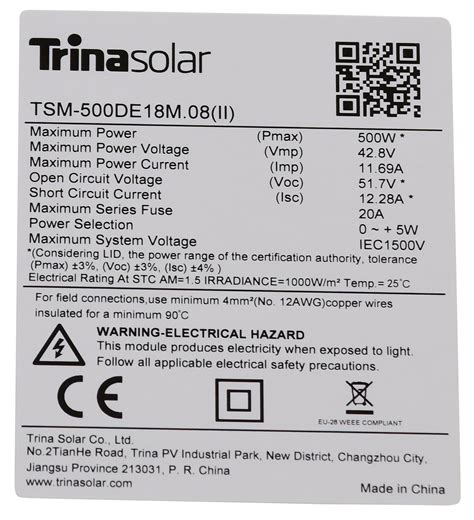 Trinasolar
TSM-500DE18M.08(II)
Maximum Power (Pmax) 500W *
Maximum Power Voltage (Vmp) 42.8V
Maximum Power Current (Imp) 11.69A
Open Circuit Voltage (Voc) 51.7V *
Short Circuit Current (Isc) 12.28A *
Maximum Series Fuse 20A
Power Selection 0 ~ + 5W
Maximum System Voltage IEC1500V
*(Considering LID, the power range of the certification authority, tolerance
(Pmax) ±3%, (Voc) ±3%, (Isc) ±4% )
Electrical Rating At STC AM=1.5 IRRADIANCE=1000W/m² Temp.= 25℃
For field connections,use minimum 4mm²(No. 12AWG)copper wires
insulated for a minimum 90℃
WARNING-ELECTRICAL HAZARD
This module produces electricity when exposed to light.
Follow all applicable electrical safety precautions.
CE
EU-28 WEEE COMPLIANT
Trina Solar Co., Ltd.
No.2TianHe Road, Trina PV Industrial Park, New District, Changzhou City,
Jiangsu Province 213031, P. R. China
www.trinasolar.com
Made in China